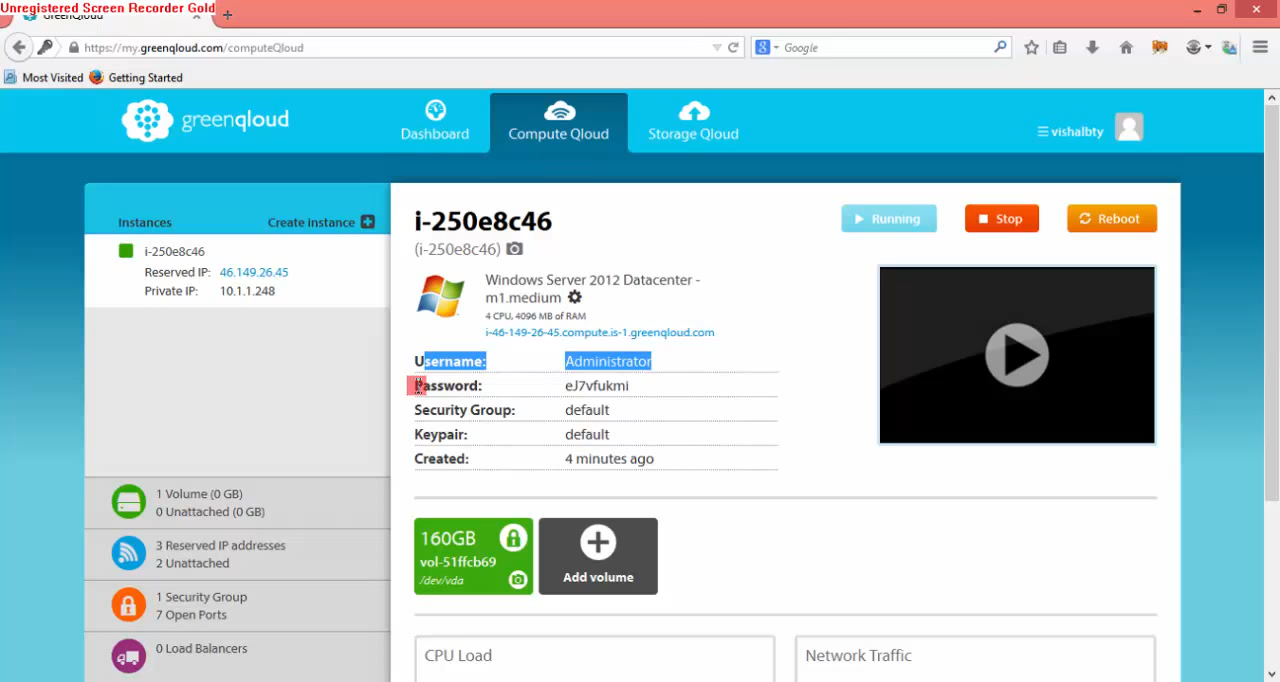 Unregistered Screen Recorder Gold
GreenQloud
https://my.greenqloud.com/computeQloud
Google
Most Visited
Getting Started
greenqloud
Dashboard
Compute Qloud
Storage Qloud
vishalbty
Instances
Create instance
i-250e8c46
Reserved IP: 46.149.26.45
Private IP: 10.1.1.248
1 Volume (0 GB)
0 Unattached (0 GB)
3 Reserved IP addresses
2 Unattached
1 Security Group
7 Open Ports
0 Load Balancers
i-250e8c46
(i-250e8c46)
Running
Stop
Reboot
Windows Server 2012 Datacenter -
m1.medium
4 CPU, 4096 MB of RAM
i-46-149-26-45.compute.is-1.greenqloud.com
Username: Administrator
Password: eJ7vfukmi
Security Group: default
Keypair: default
Created: 4 minutes ago
160GB
vol-51ffcb69
/dev/vda
Add volume
CPU Load
Network Traffic